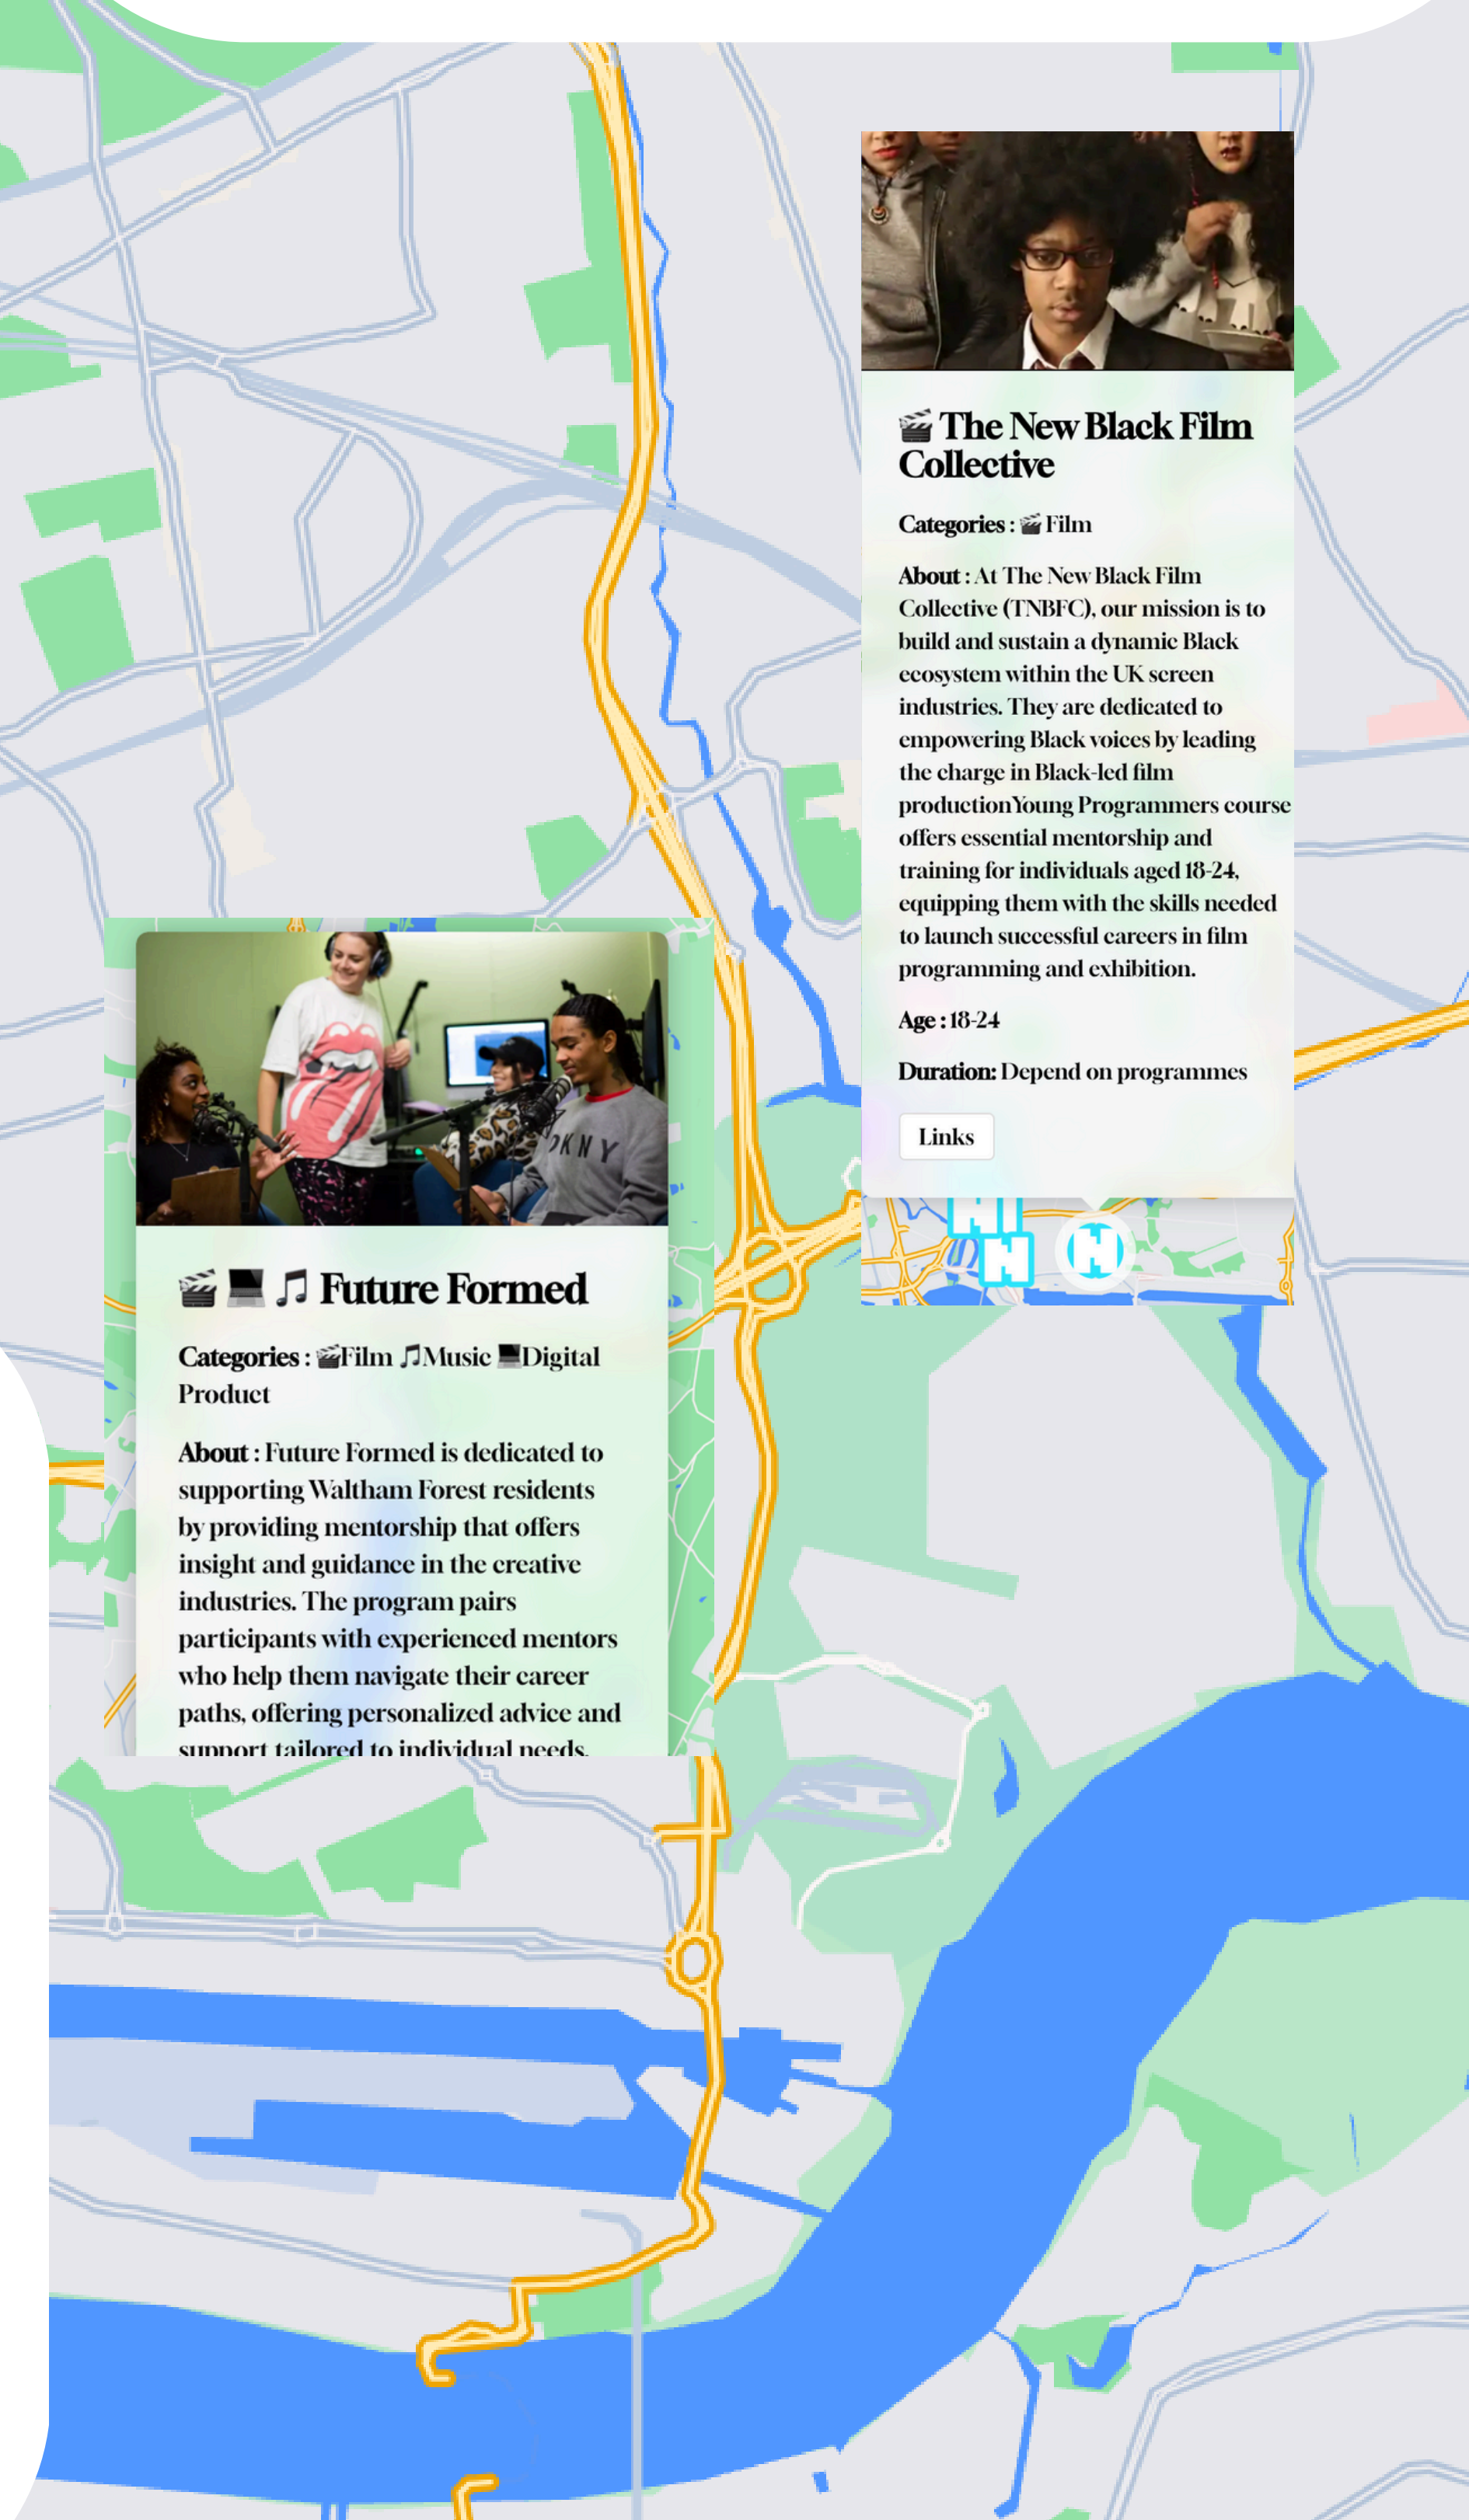 🎬 The New Black Film
Collective
Categories : 🎬 Film
About : At The New Black Film
Collective (TNBFC), our mission is to
build and sustain a dynamic Black
ecosystem within the UK screen
industries. They are dedicated to
empowering Black voices by leading
the charge in Black-led film
productionYoung Programmers course
offers essential mentorship and
training for individuals aged 18-24,
equipping them with the skills needed
to launch successful careers in film
programming and exhibition.
Age : 18-24
Duration: Depend on programmes
Links
N
N
DKNY
🎬 💻 🎵 Future Formed
Categories : 🎬Film 🎵Music 💻Digital
Product
About : Future Formed is dedicated to
supporting Waltham Forest residents
by providing mentorship that offers
insight and guidance in the creative
industries. The program pairs
participants with experienced mentors
who help them navigate their career
paths, offering personalized advice and
support tailored to individual needs.